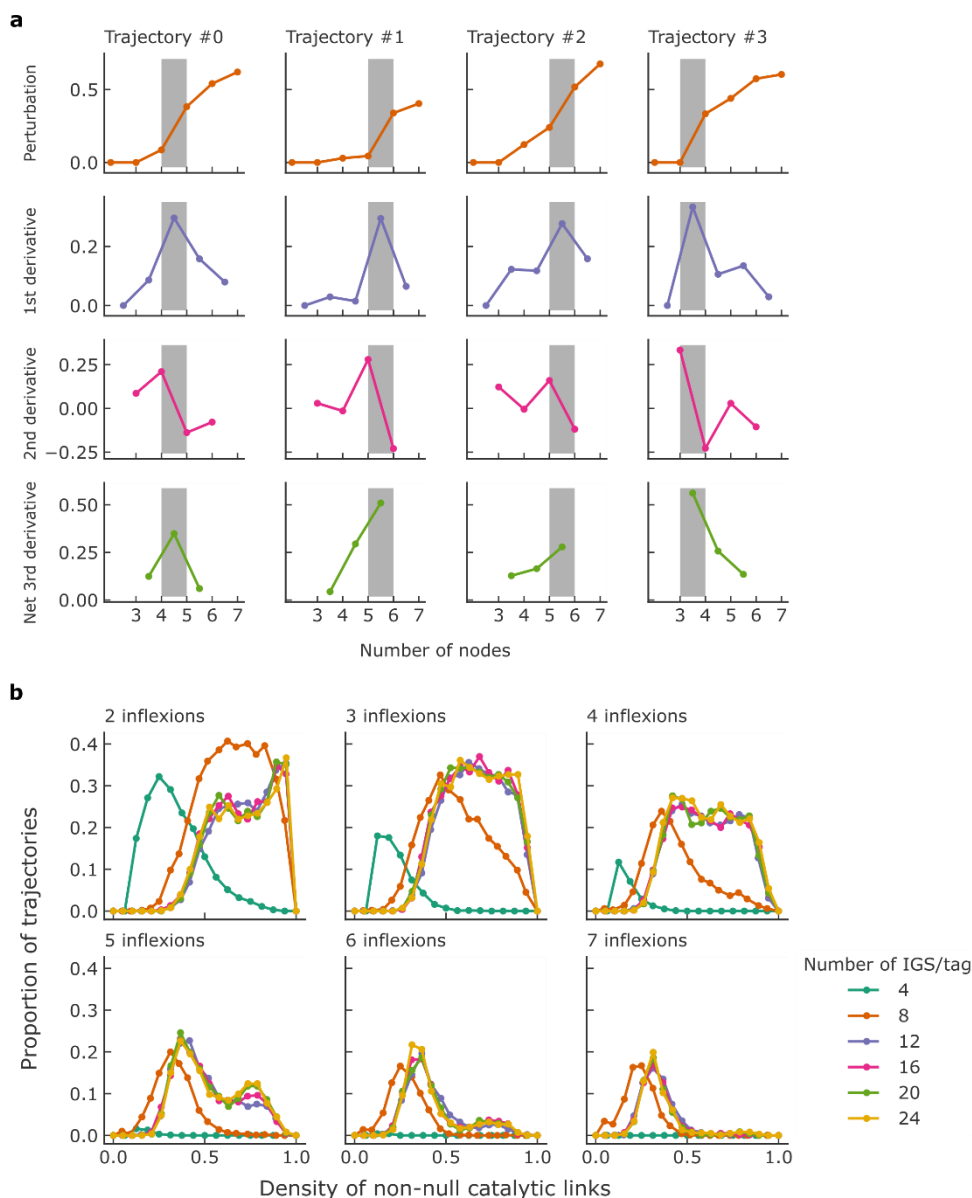 a
Trajectory #0 Trajectory #1 Trajectory #2 Trajectory #3
Perturbation
0.5
0.0
1st derivative
0.2
0.0
2nd derivative
0.25
0.00
−0.25
Net 3rd derivative
0.50
0.25
0.00
3 4 5 6 7 3 4 5 6 7 3 4 5 6 7 3 4 5 6 7
Number of nodes
b
2 inflexions 3 inflexions 4 inflexions
0.4
0.3
0.2
0.1
0.0
5 inflexions 6 inflexions 7 inflexions
0.4
0.3
0.2
0.1
0.0
0.0 0.5 1.0 0.0 0.5 1.0 0.0 0.5 1.0
Proportion of trajectories
Density of non-null catalytic links
Number of IGS/tag
4
8
12
16
20
24